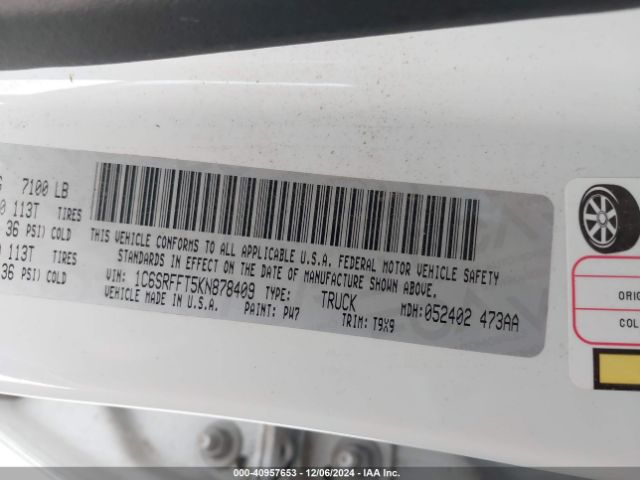 7100 LB
113T TIRES
36 PSI) COLD
113T TIRES
36 PSI) COLD
THIS VEHICLE CONFORMS TO ALL APPLICABLE U.S.A. FEDERAL MOTOR VEHICLE SAFETY
STANDARDS IN EFFECT ON THE DATE OF MANUFACTURE SHOWN ABOVE.
VIN: 1C6SRFFT5KN878409 TYPE: TRUCK MDH:052402 473AA
VEHICLE MADE IN U.S.A. PAINT: PW7 TRIM: T9X9
ORIG
COL
000-40957653 - 12/06/2024 - IAA Inc.